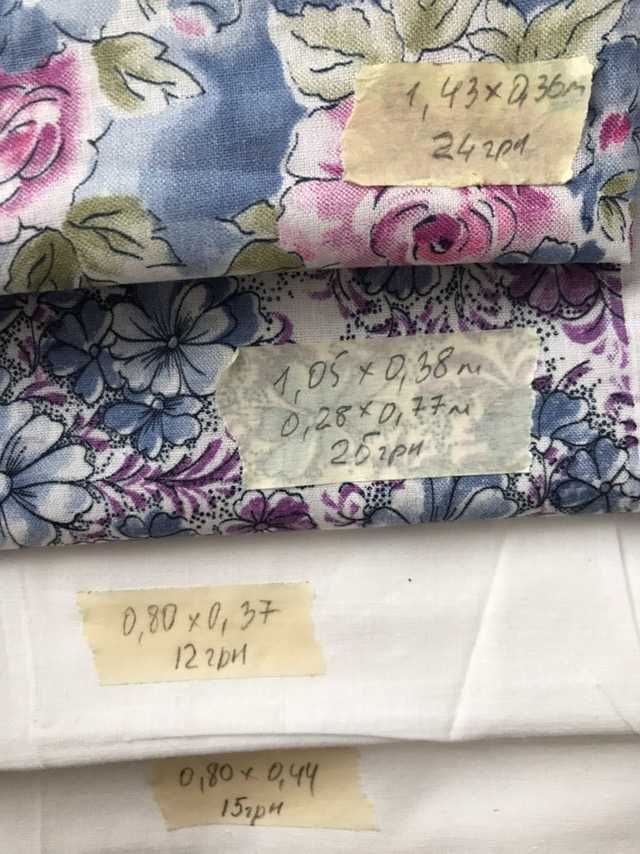 1,43 x 0,36м
24грн
1,05 x 0,38м
0,28 x 0,77м
25грн
0,80 x 0,37
12грн
0,80 x 0,44
15грн